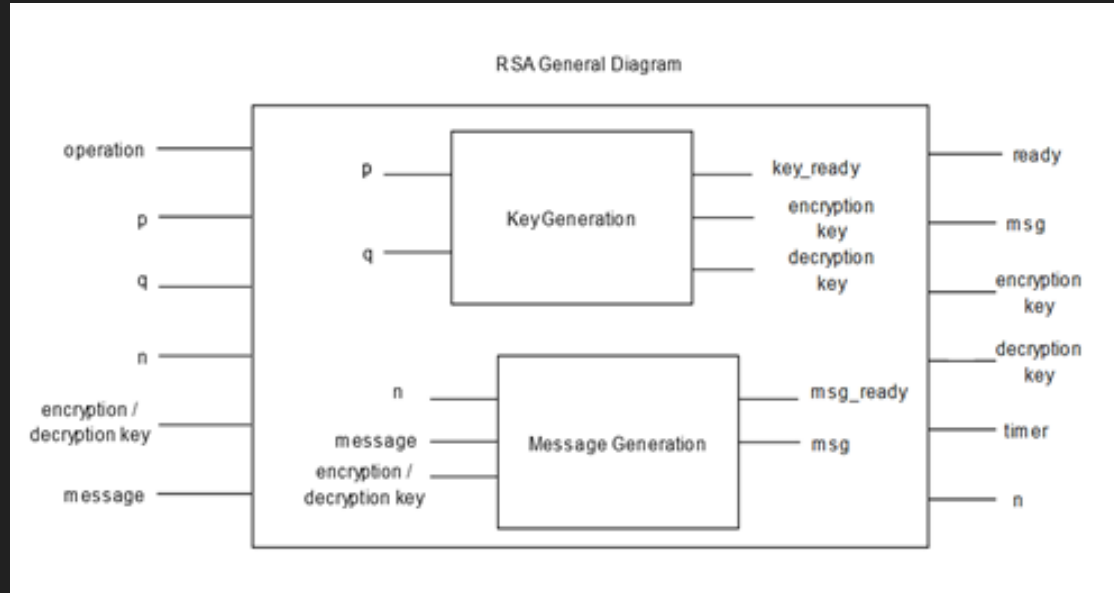 RSA General Diagram
operation
p
q
n
encryption /
decryption key
message
p
q
KeyGeneration
key_ready
encryption
key
decryption
key
n
message
encryption /
decryption key
Message Generation
msg_ready
msg
ready
msg
encryption
key
decryption
key
timer
n